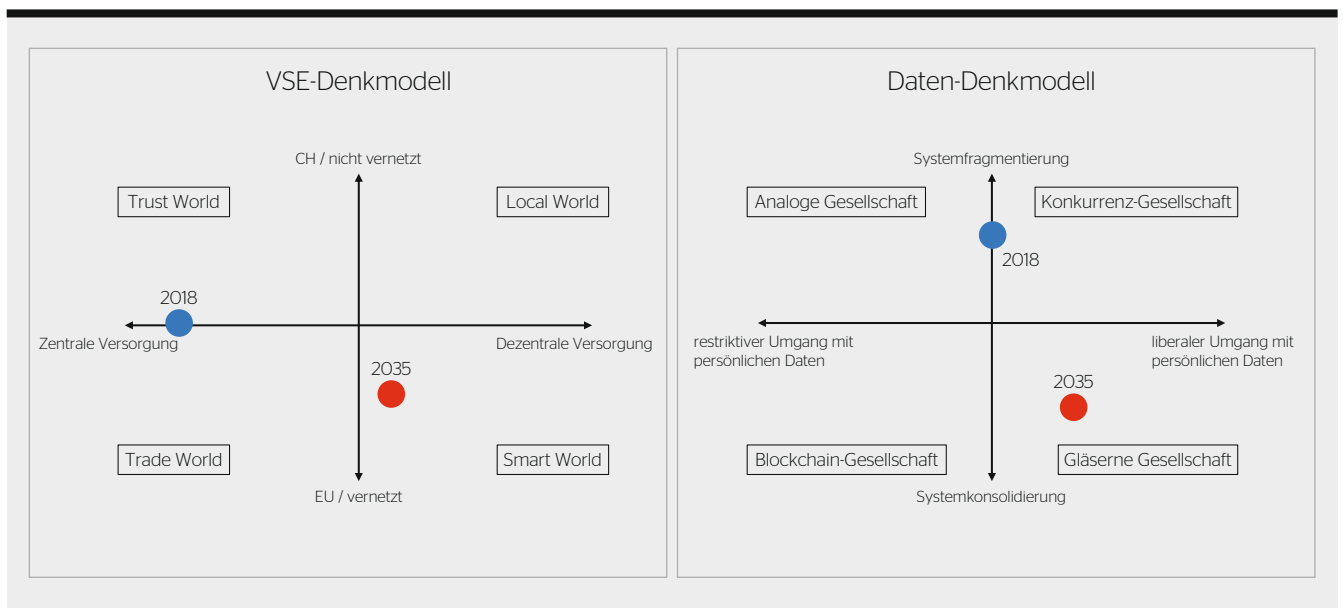 VSE-Denkmodell
CH / nicht vernetzt
Trust World
Local World
2018
Zentrale Versorgung
Dezentrale Versorgung
2035
Trade World
Smart World
EU / vernetzt
Daten-Denkmodell
Systemfragmentierung
Analoge Gesellschaft
Konkurrenz-Gesellschaft
2018
restriktiver Umgang mit
persönlichen Daten
liberaler Umgang mit
persönlichen Daten
2035
Blockchain-Gesellschaft
Gläserne Gesellschaft
Systemkonsolidierung